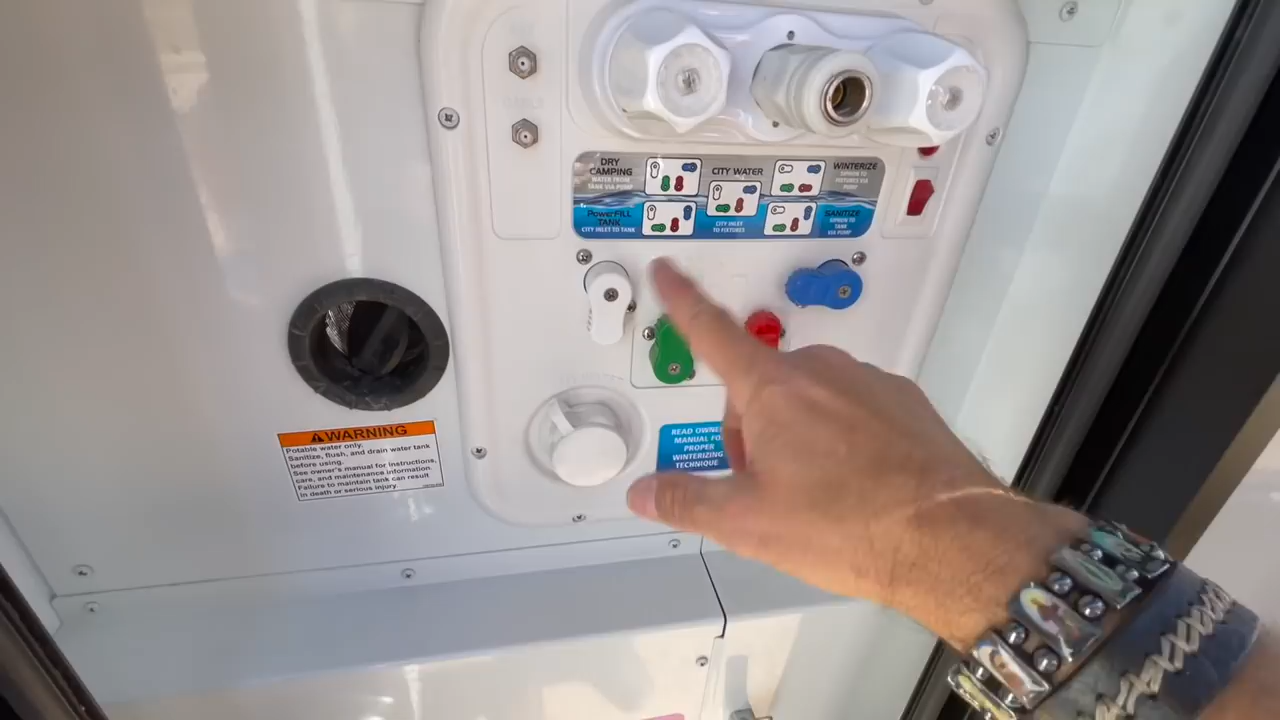 DRY
CAMPING
WATER FROM
TANK VIA PUMP
CITY WATER
WINTERIZE
SIPHON TO
FIXTURES VIA
PUMP
PowerFILL
TANK
CITY INLET TO TANK
CITY INLET
TO FIXTURES
SANITIZE
SIPHON TO
TANK
VIA PUMP
WARNING
Potable water only.
Sanitize, flush, and drain water tank
before using.
See owner's manual for instructions,
care, and maintenance information.
Failure to maintain tank can result
in death or serious injury.
READ OWNE
MANUAL FO
PROPER
WINTERIZING
TECHNIQUE